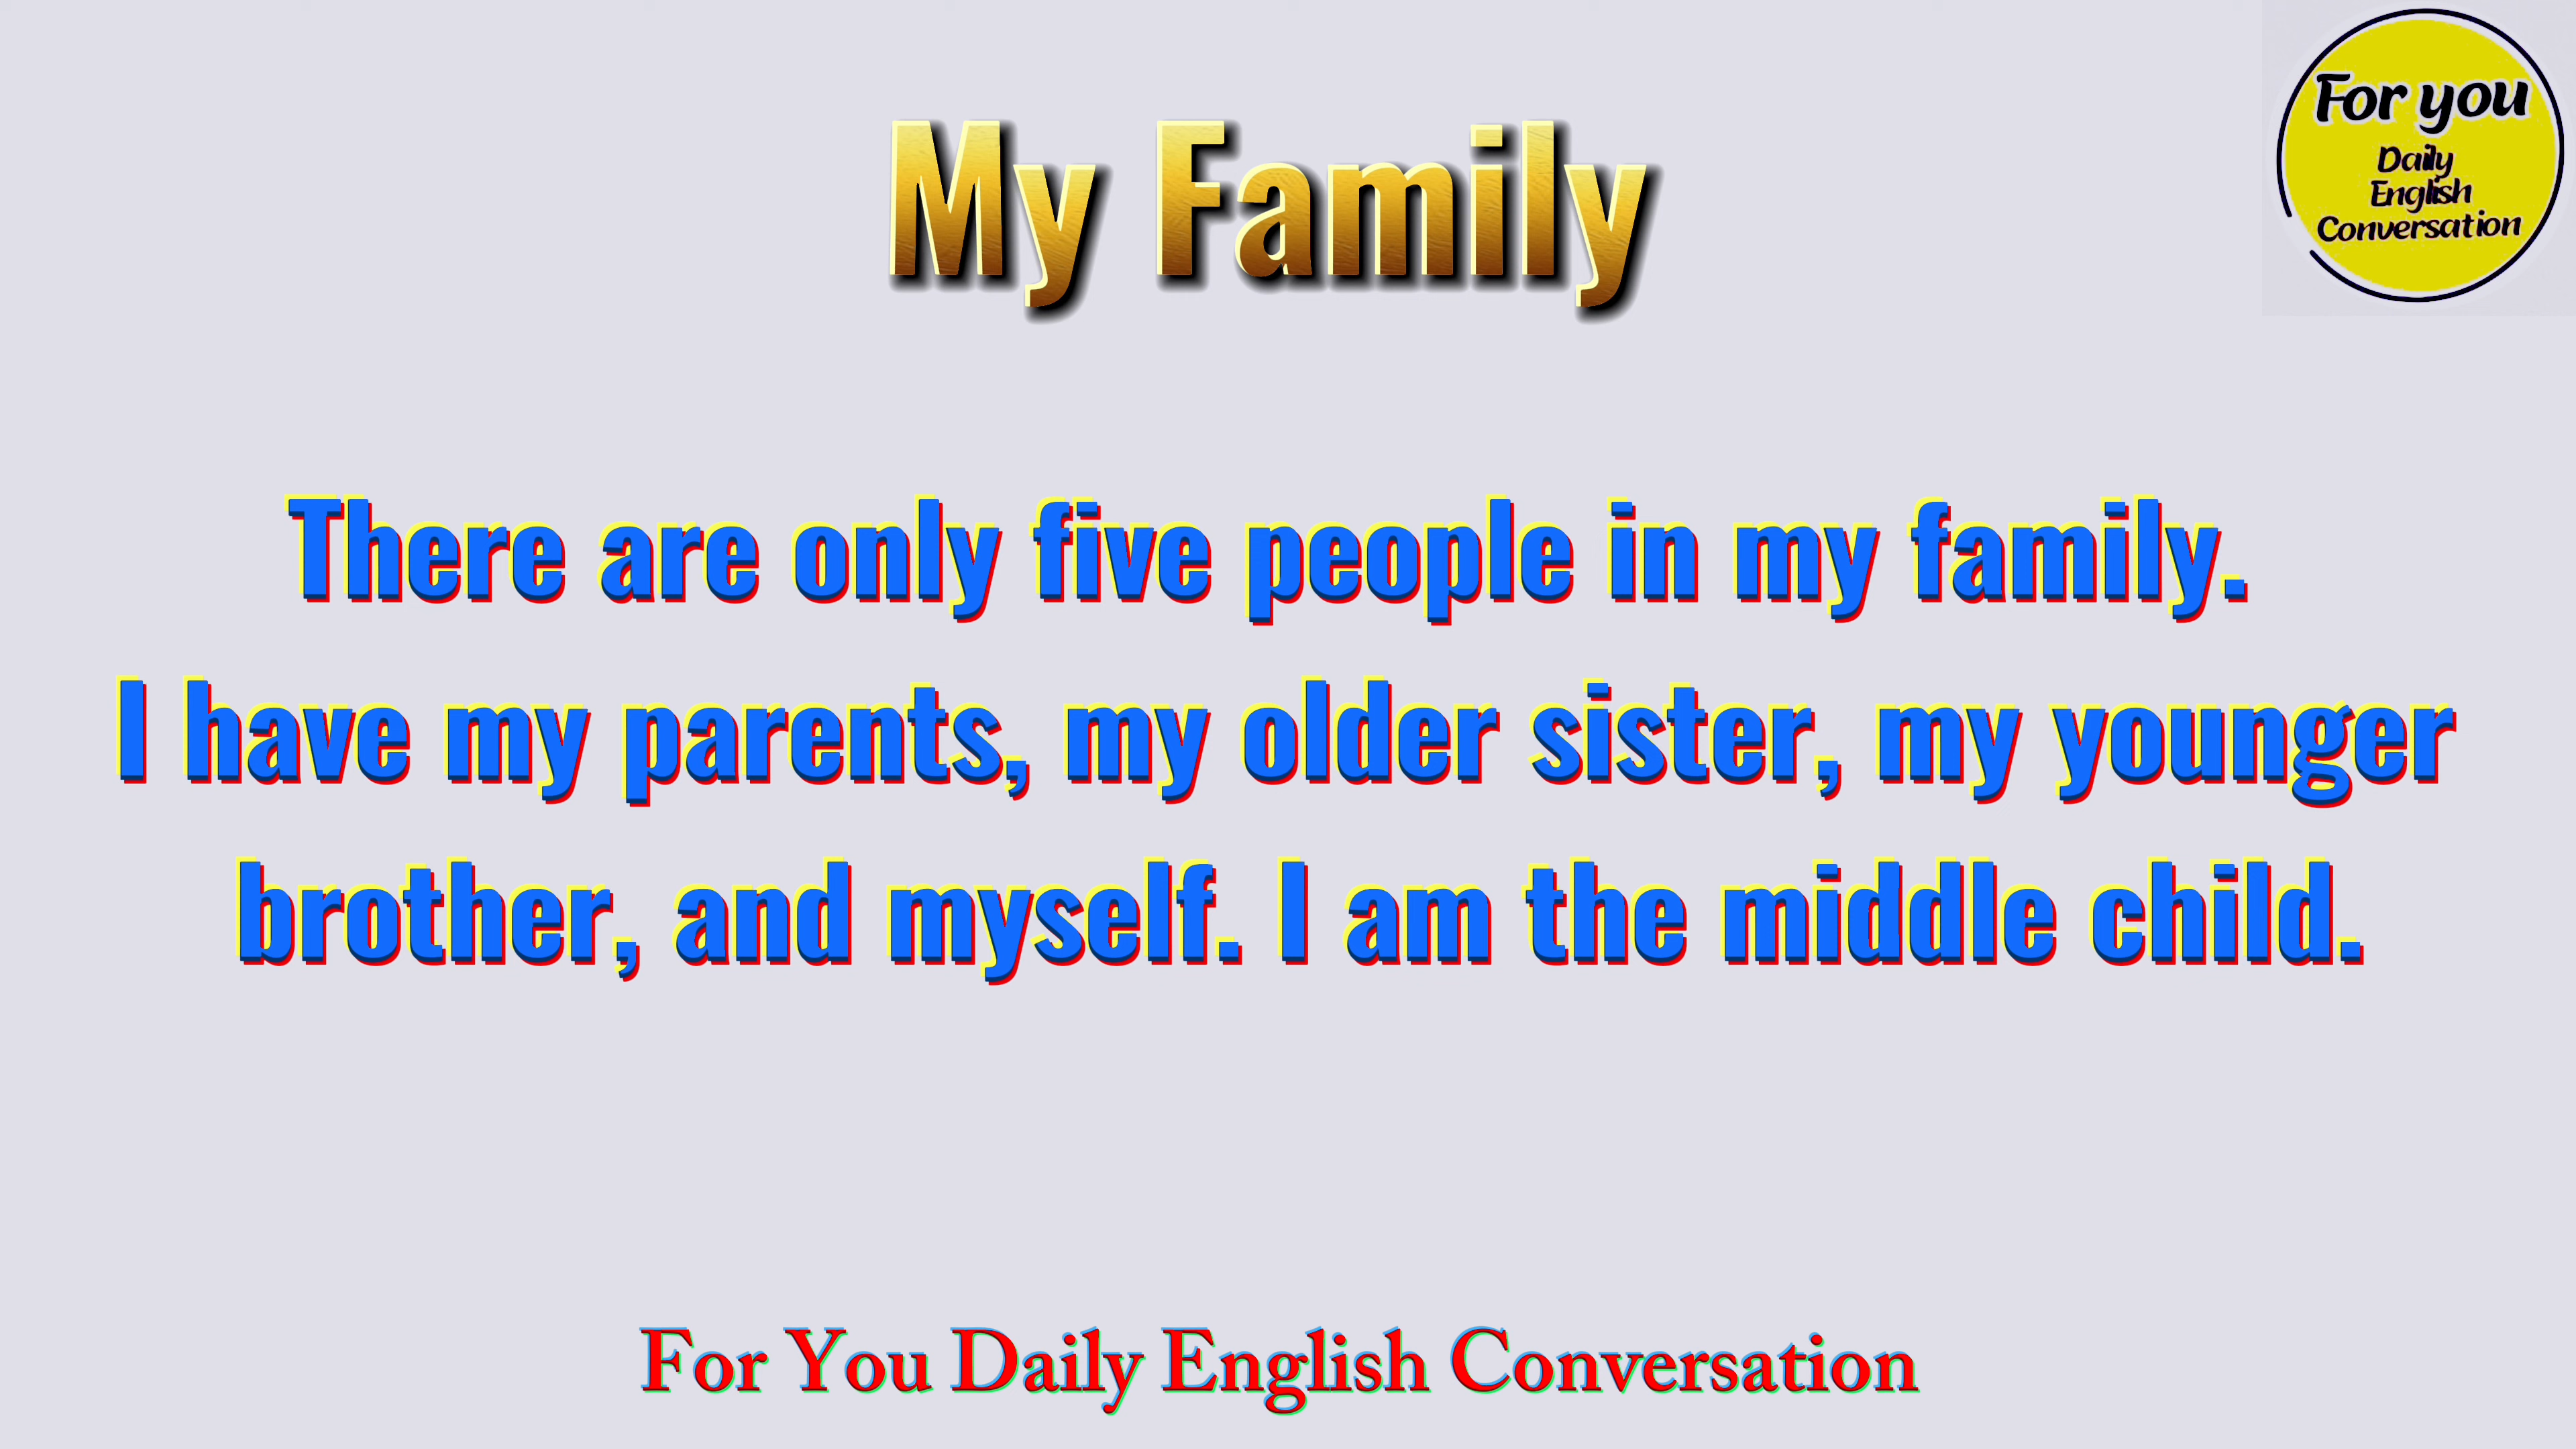 For you
Daily
English
Conversation
My Family
There are only five people in my family.
I have my parents, my older sister, my younger
brother, and myself. I am the middle child.
For You Daily English Conversation